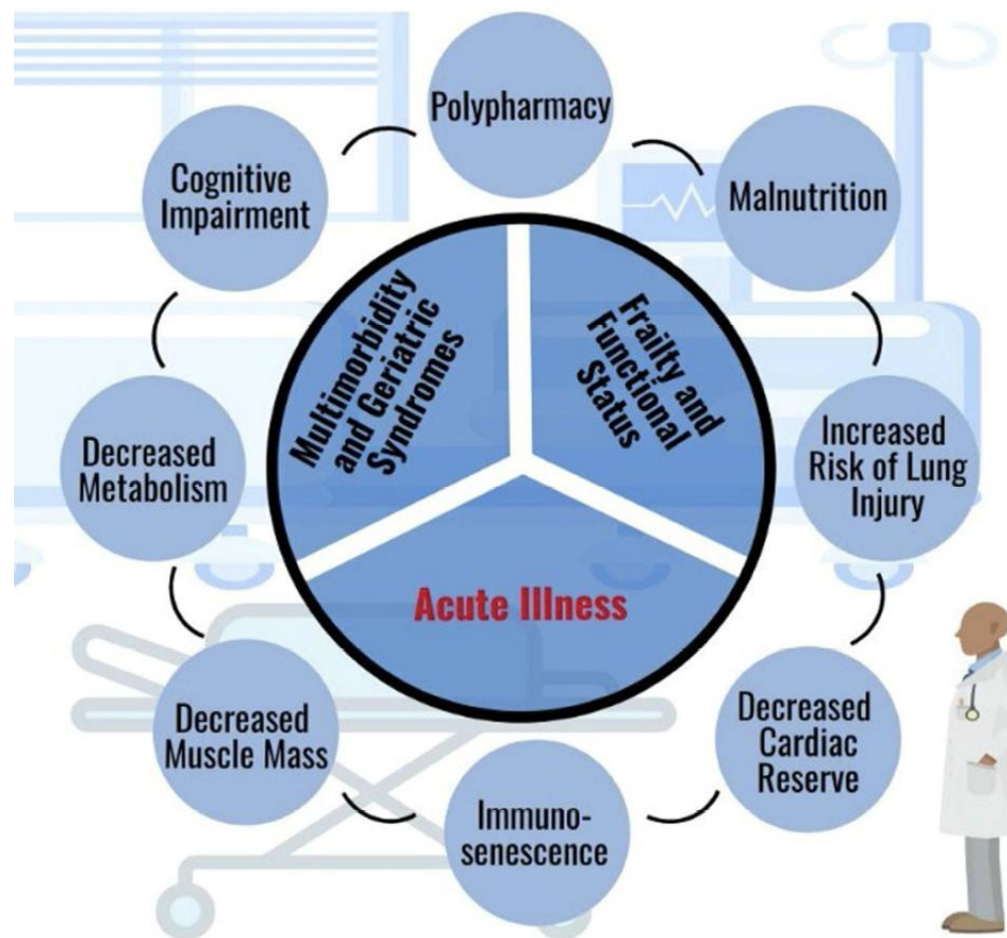 Polypharmacy
Cognitive
Impairment
Malnutrition
Multimorbidity
and Geriatric
Syndromes
Frailty and
Functional
Status
Decreased
Metabolism
Increased
Risk of Lung
Injury
Acute Illness
Decreased
Muscle Mass
Decreased
Cardiac
Reserve
Immuno-
senescence